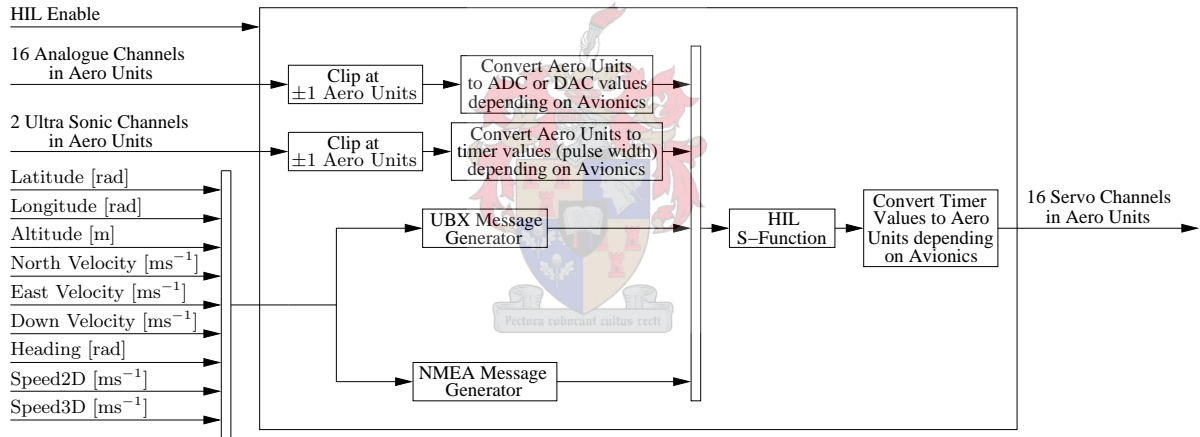 HIL Enable
16 Analogue Channels
in Aero Units
Clip at
±1 Aero Units
Convert Aero Units
to ADC or DAC values
depending on Avionics
2 Ultra Sonic Channels
in Aero Units
Clip at
±1 Aero Units
Convert Aero Units to
timer values (pulse width)
depending on Avionics
Latitude [rad]
Longitude [rad]
Altitude [m]
North Velocity [ms⁻¹]
East Velocity [ms⁻¹]
Down Velocity [ms⁻¹]
Heading [rad]
Speed2D [ms⁻¹]
Speed3D [ms⁻¹]
UBX Message
Generator
NMEA Message
Generator
HIL
S−Function
Convert Timer
Values to Aero
Units depending
on Avionics
16 Servo Channels
in Aero Units
Pectora roborant cultus recti